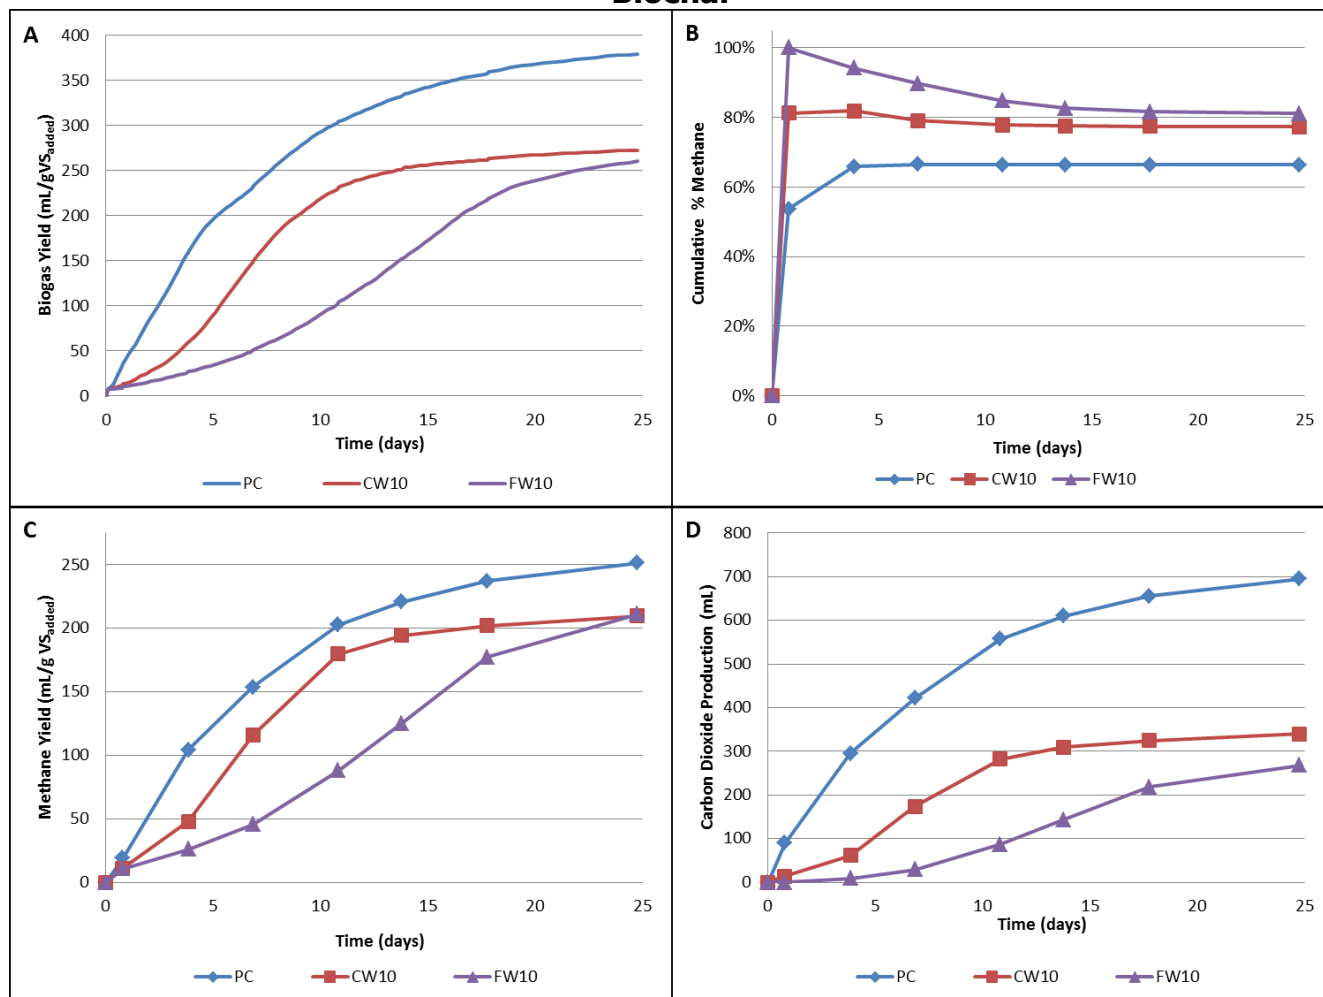 Biochar
A
400
350
300
250
200
150
100
50
0
Biogas Yield (mL/gVSadded)
0 5 10 15 20 25
Time (days)
PC CW10 FW10
B
100%
80%
60%
40%
20%
0%
Cumulative % Methane
0 5 10 15 20 25
Time (days)
PC CW10 FW10
C
250
200
150
100
50
0
Methane Yield (mL/g VSadded)
0 5 10 15 20 25
Time (days)
PC CW10 FW10
D
800
700
600
500
400
300
200
100
0
Carbon Dioxide Production (mL)
0 5 10 15 20 25
Time (days)
PC CW10 FW10